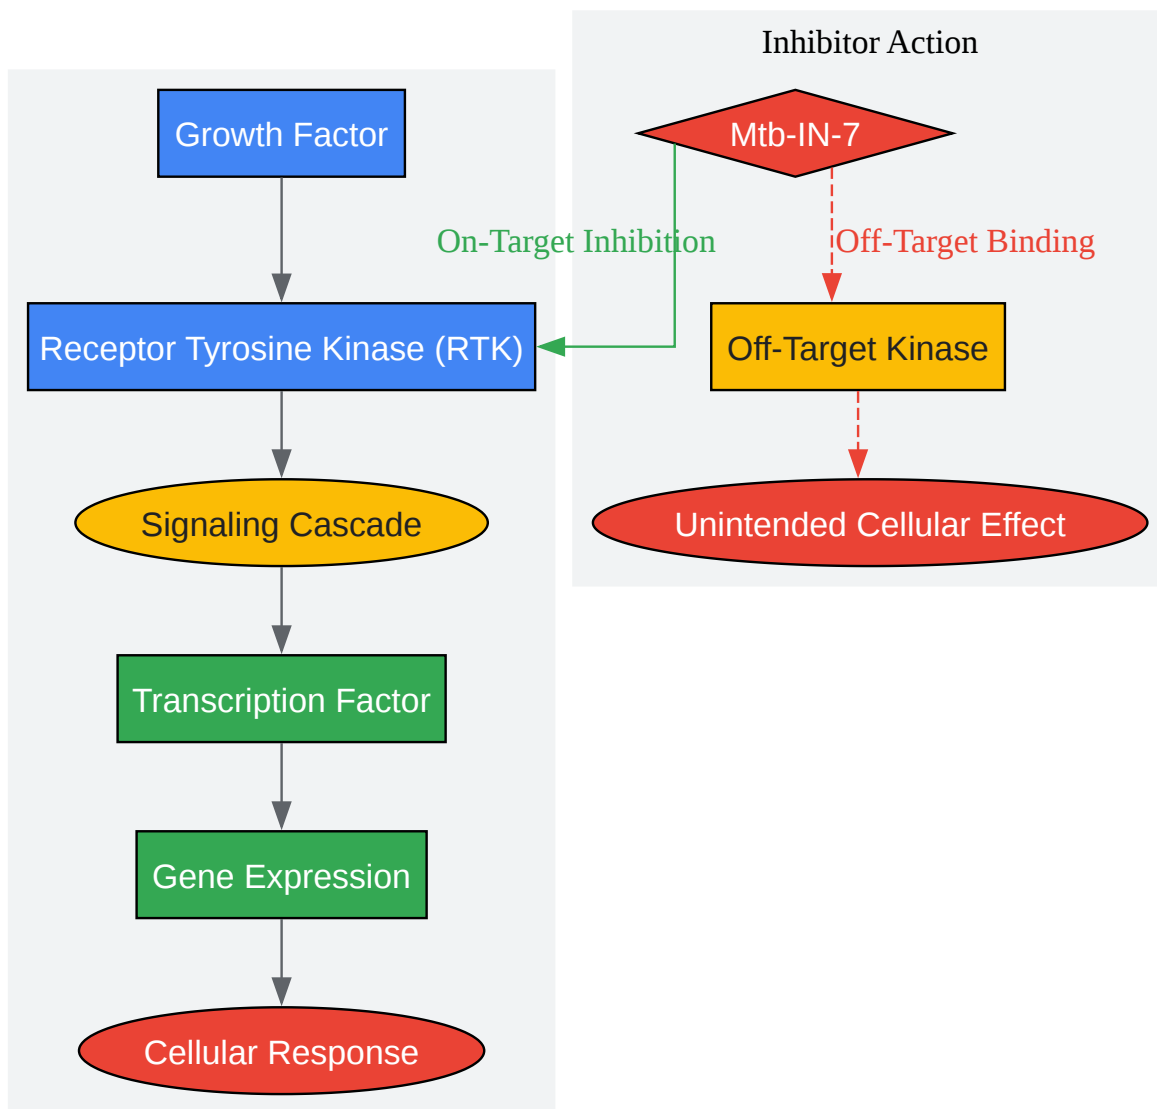 Inhibitor Action
Growth Factor
Mtb-IN-7
On-Target Inhibition
Off-Target Binding
Receptor Tyrosine Kinase (RTK)
Off-Target Kinase
Signaling Cascade
Unintended Cellular Effect
Transcription Factor
Gene Expression
Cellular Response